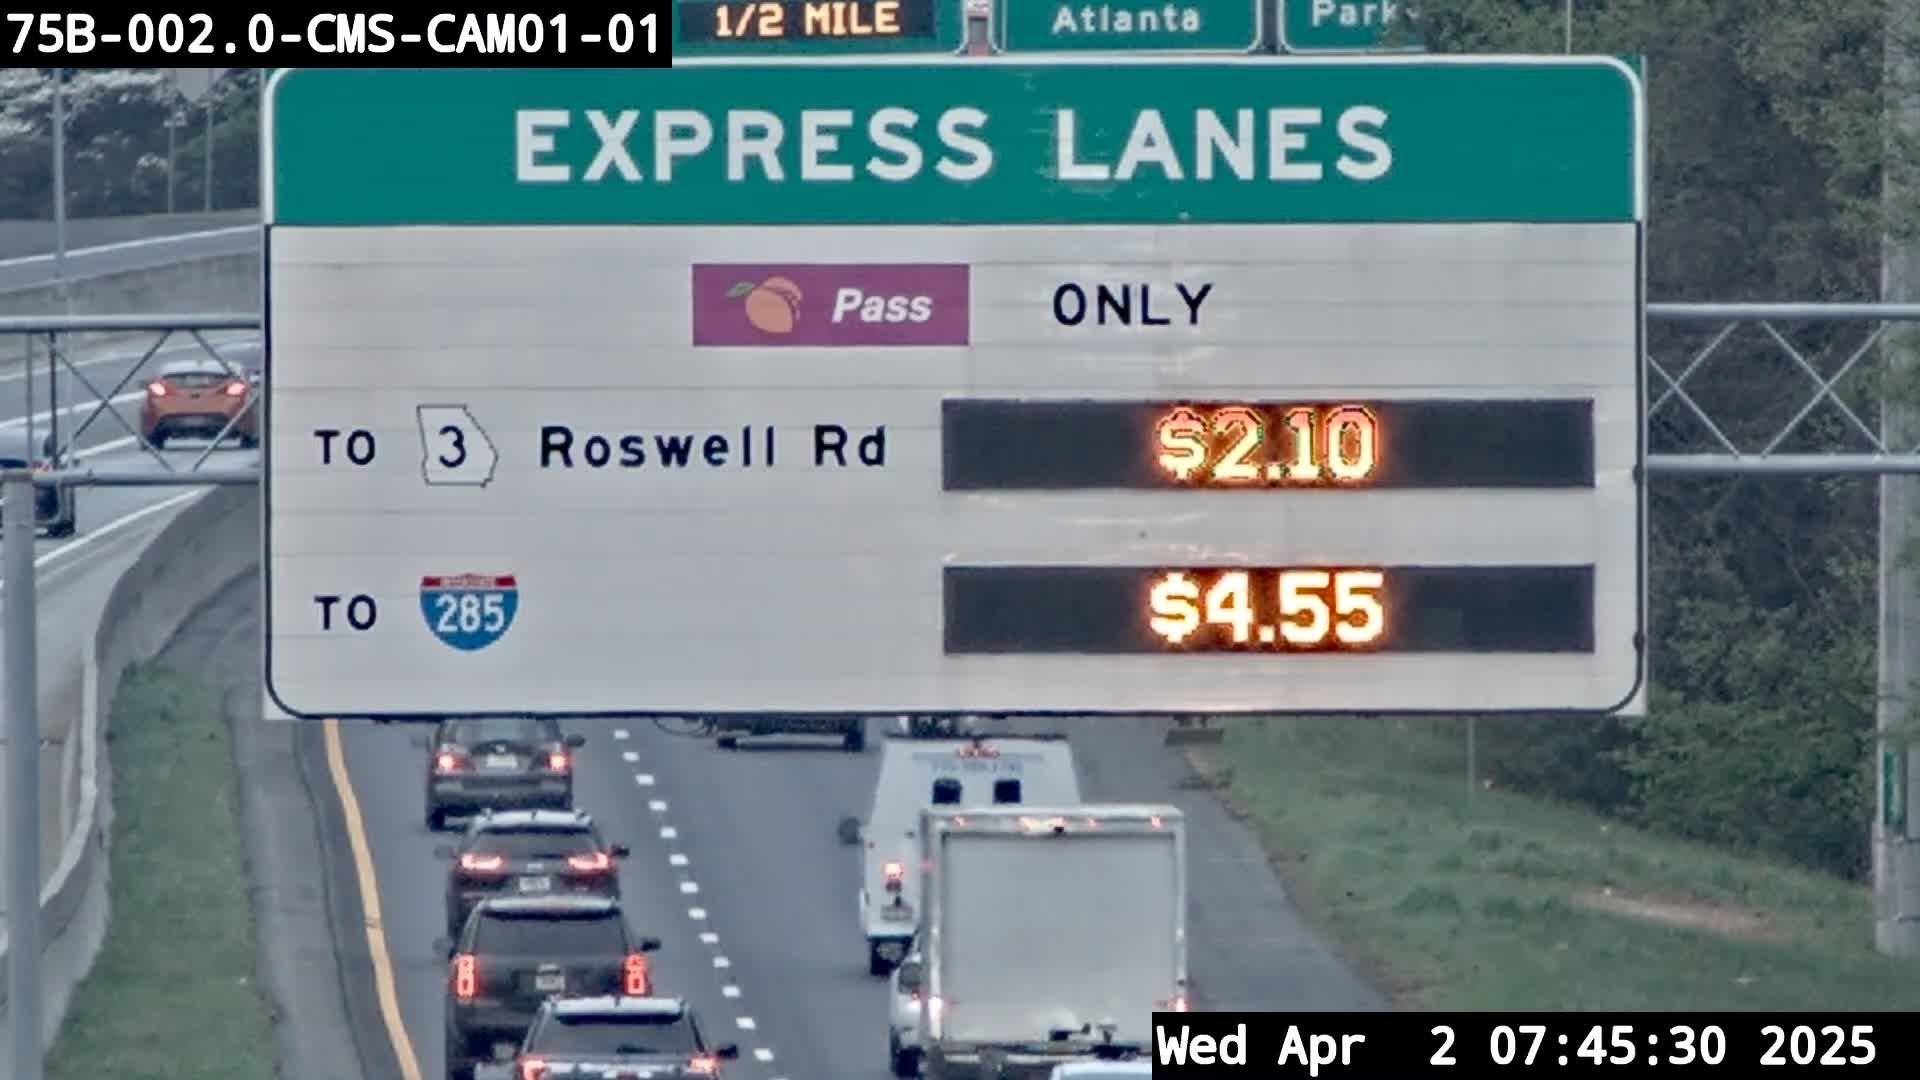 75B-002.0-CMS-CAM01-01
1/2 MILE
Atlanta
Park
EXPRESS LANES
Pass ONLY
TO 3 Roswell Rd $2.10
TO 285 $4.55
Wed Apr 2 07:45:30 2025